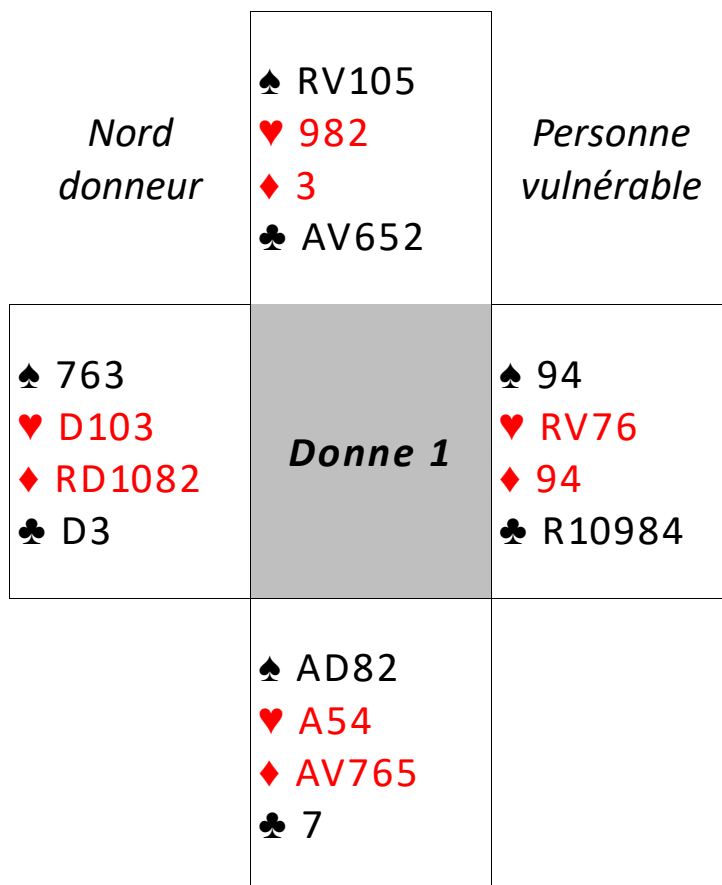 ♠ RV105
♥ 982
♦ 3
♣ AV652
Nord
donneur
Personne
vulnérable
♠ 763
♥ D103
♦ RD1082
♣ D3
Donne 1
♠ 94
♥ RV76
♦ 94
♣ R10984
♠ AD82
♥ A54
♦ AV765
♣ 7